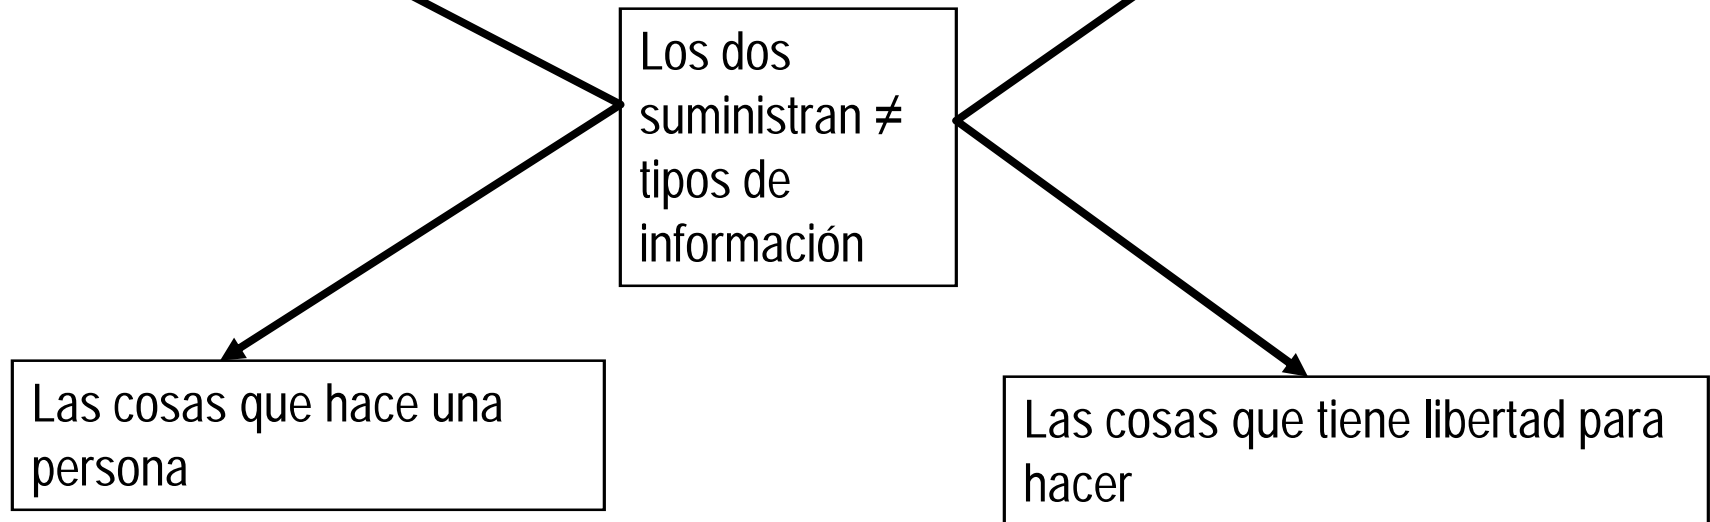 Los dos
suministran ≠
tipos de
información
Las cosas que hace una
persona
Las cosas que tiene libertad para
hacer